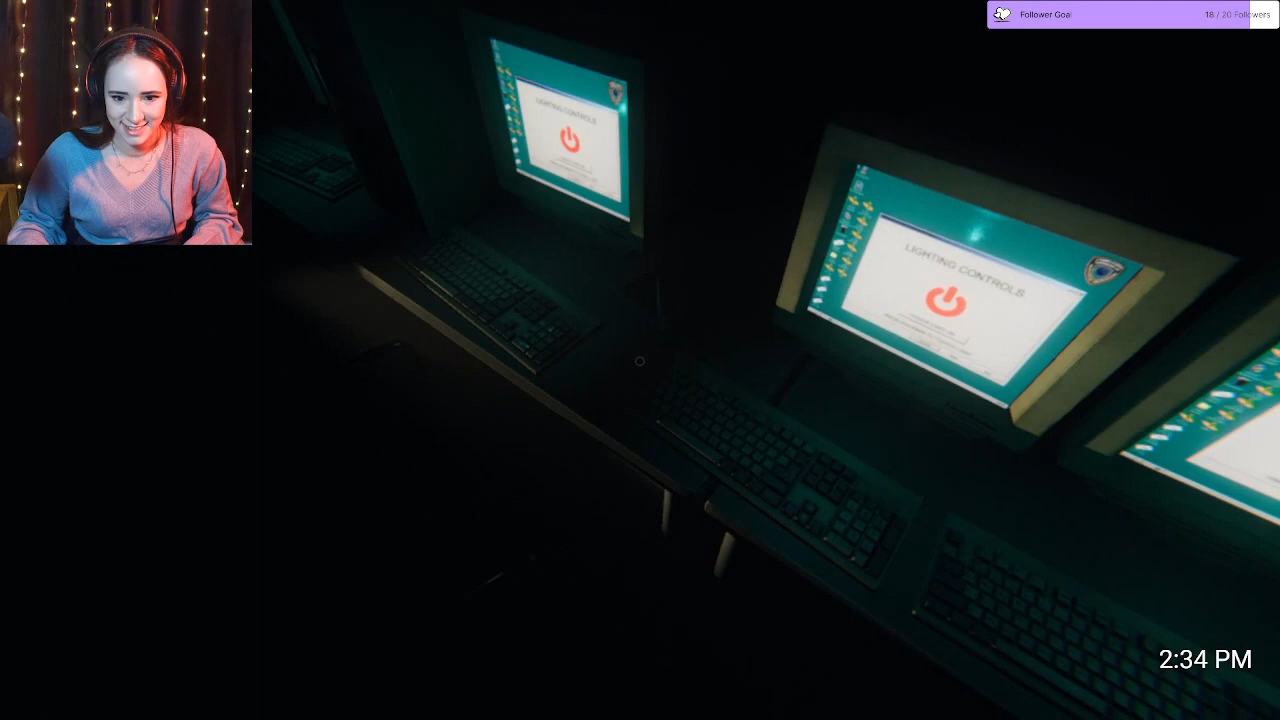 Follower Goal
18 / 20 Followers
LIGHTING CONTROLS
LIGHTING CONTROLS
2:34 PM